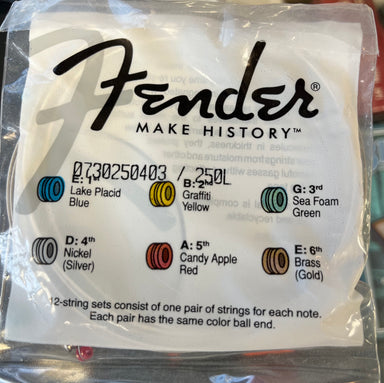 Fender®
MAKE HISTORY™
0730250403 / 250L
Lake Placid
Blue
B: 2nd
Graffiti
Yellow
G: 3rd
Sea Foam
Green
D: 4th
Nickel
(Silver)
A: 5th
Candy Apple
Red
E: 6th
Brass
(Gold)
12-string sets consist of one pair of strings for each note.
Each pair has the same color ball end.